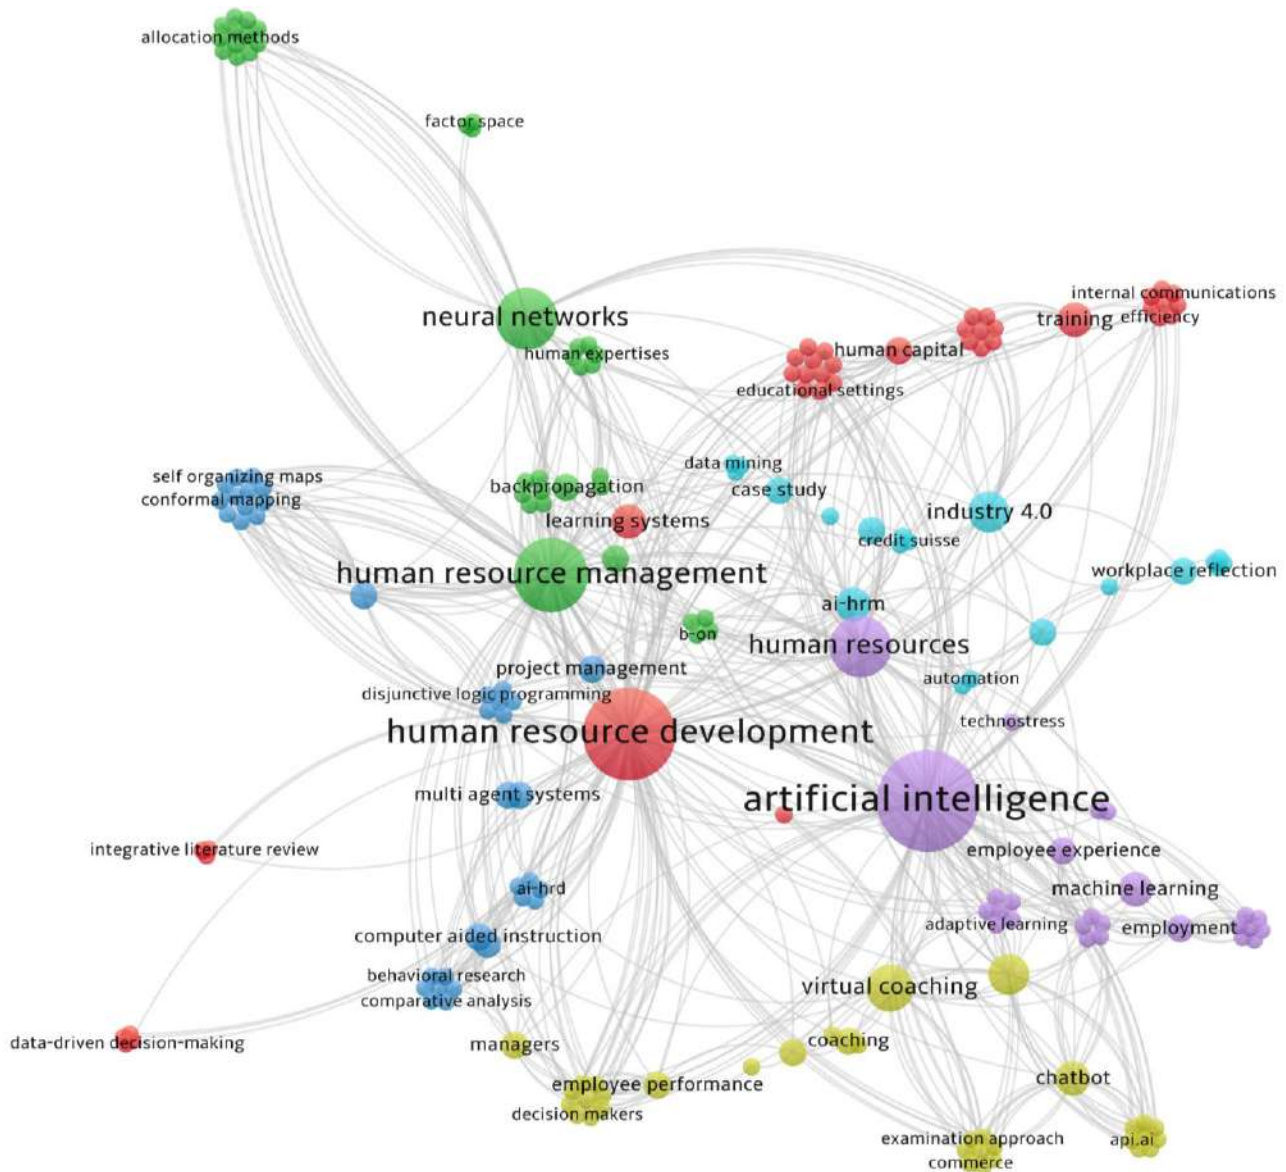 allocation methods
factor space
internal communications
neural networks
training
efficiency
human expertises
human capital
educational settings
data mining
self organizing maps
backpropagation
case study
conformal mapping
industry 4.0
learning systems
credit suisse
human resource management
workplace reflection
ai-hrm
b-on
human resources
project management
automation
disjunctive logic programming
technostress
human resource development
multi agent systems
artificial intelligence
integrative literature review
employee experience
ai-hrd
machine learning
adaptive learning
employment
computer aided instruction
behavioral research
virtual coaching
comparative analysis
data-driven decision-making
managers
coaching
chatbot
employee performance
decision makers
examination approach
api.ai
commerce